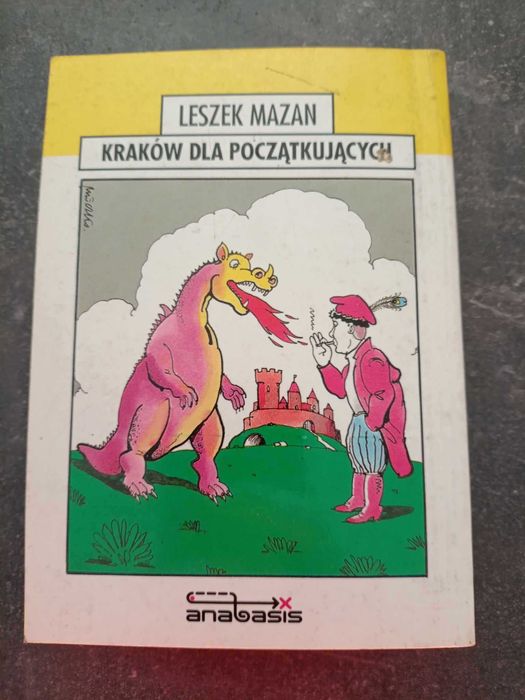 LESZEK MAZAN
KRAKÓW DLA POCZĄTKUJĄCYCH
anabasis